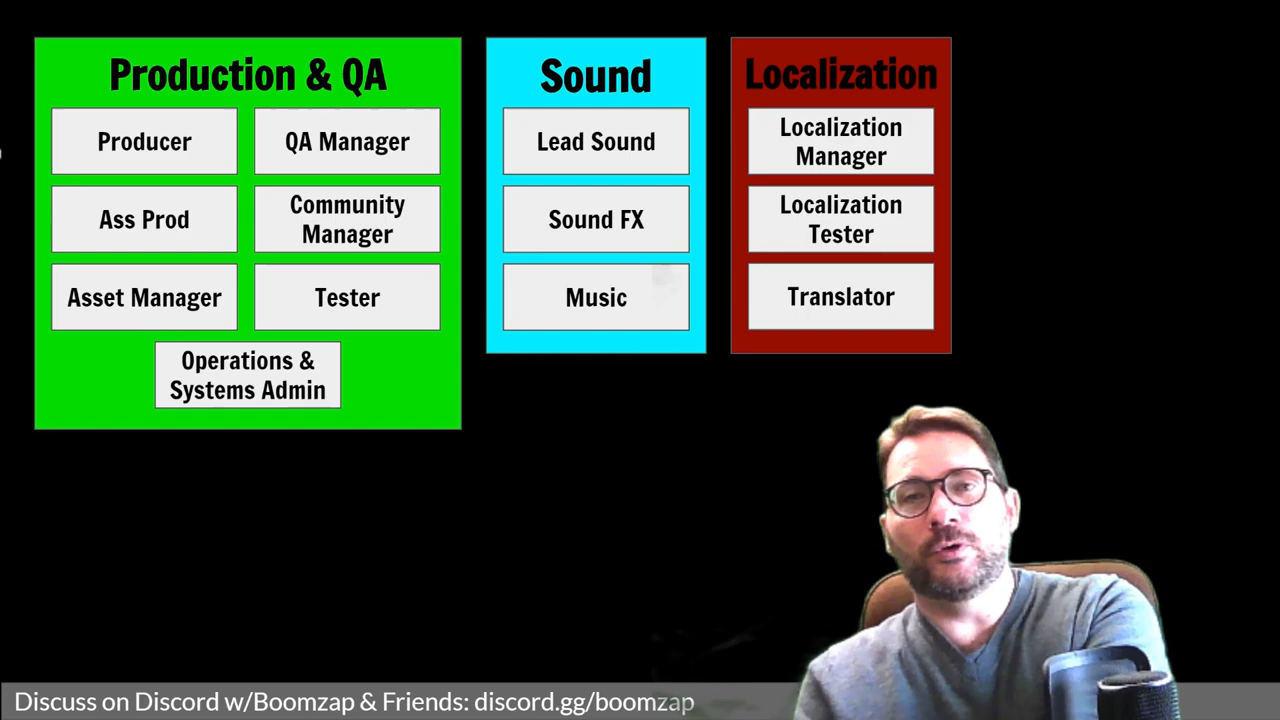 Production & QA
Producer
QA Manager
Ass Prod
Community
Manager
Asset Manager
Tester
Operations &
Systems Admin
Sound
Lead Sound
Sound FX
Music
Localization
Localization
Manager
Localization
Tester
Translator
Discuss on Discord w/Boomzap & Friends: discord.gg/boomzap